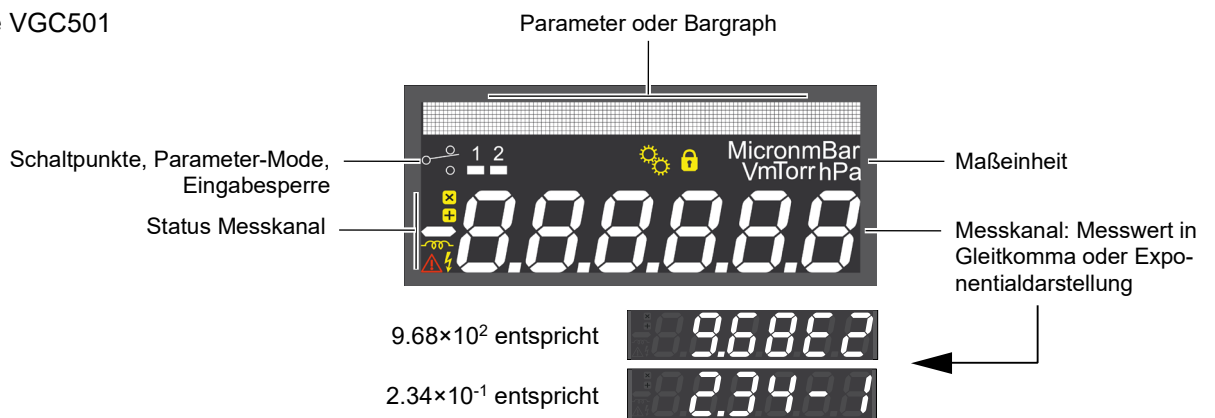 VGC501
Parameter oder Bargraph
Schaltpunkte, Parameter-Mode,
Eingabesperre
1 2
MicronmBar
VmTorrhPa
Maßeinheit
Status Messkanal
8.8.8.8.8.8
Messkanal: Messwert in
Gleitkomma oder Expo-
nentialdarstellung
9.68×10² entspricht
9.68E2
2.34×10⁻¹ entspricht
2.34-1